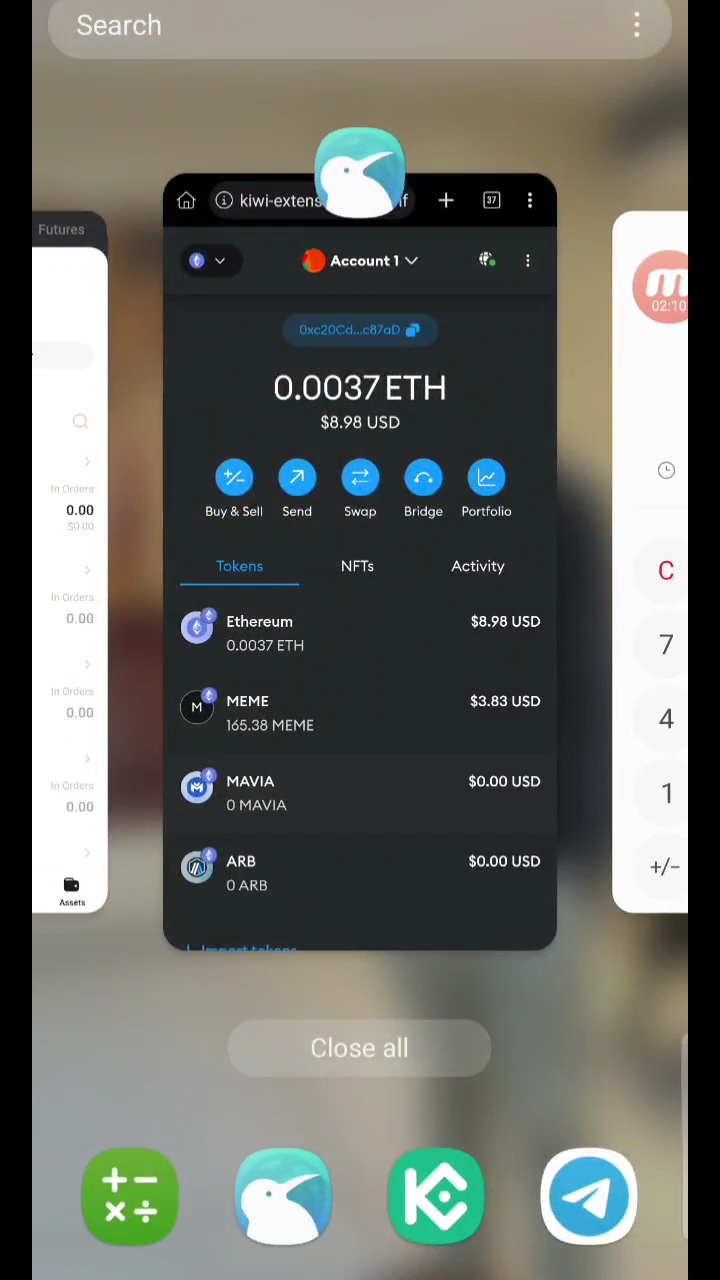 Search
kiwi-extens
37
Futures
Account 1
02:10
0xc20Cd...c87aD
0.0037 ETH
$8.98 USD
In Orders
0.00
$0.00
Buy & Sell
Send
Swap
Bridge
Portfolio
Tokens
NFTs
Activity
C
In Orders
0.00
Ethereum
$8.98 USD
0.0037 ETH
7
In Orders
0.00
M
MEME
$3.83 USD
165.38 MEME
4
In Orders
0.00
MAVIA
$0.00 USD
0 MAVIA
1
ARB
$0.00 USD
0 ARB
+/−
Assets
Import tokens
Close all